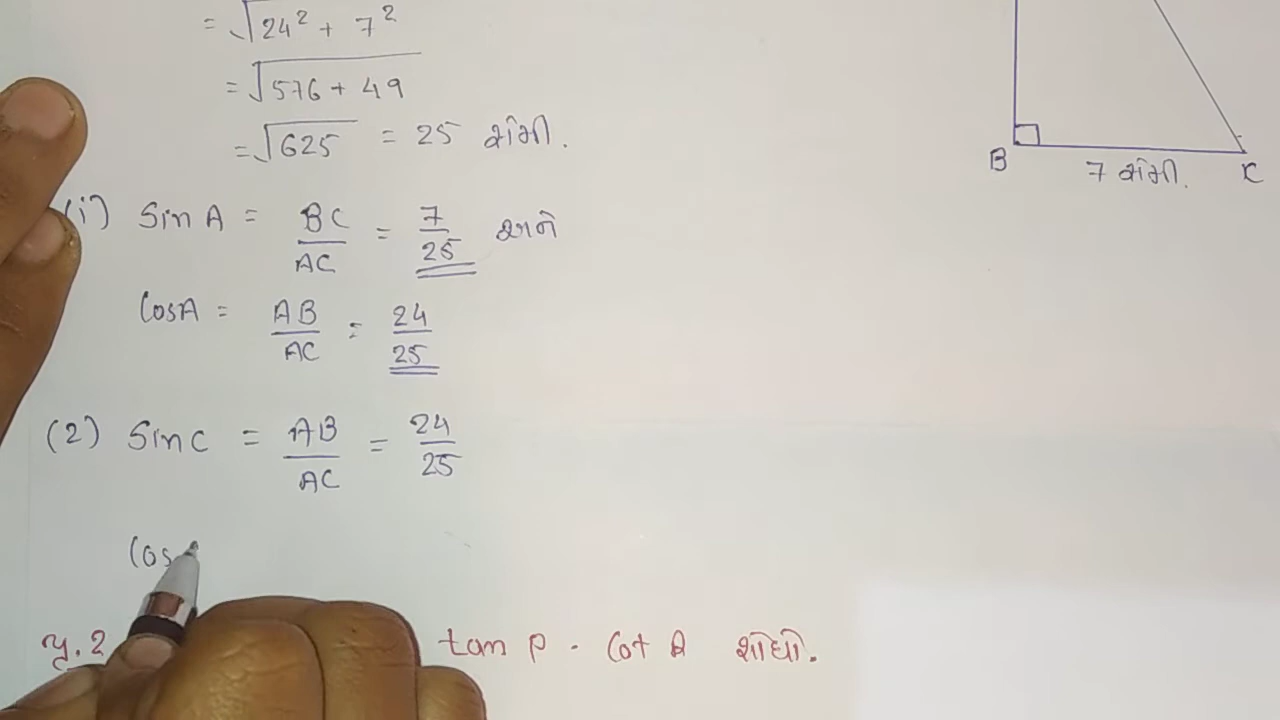 = √24² + 7²
= √576 + 49
= √625 = 25 સેમી.
(i) Sin A = BC/AC = 7/25 અને
CosA = AB/AC = 24/25
(2) Sin C = AB/AC = 24/25
Cos
પ્ર.2 tan P - Cot R શોધો.
B 7 સેમી. C